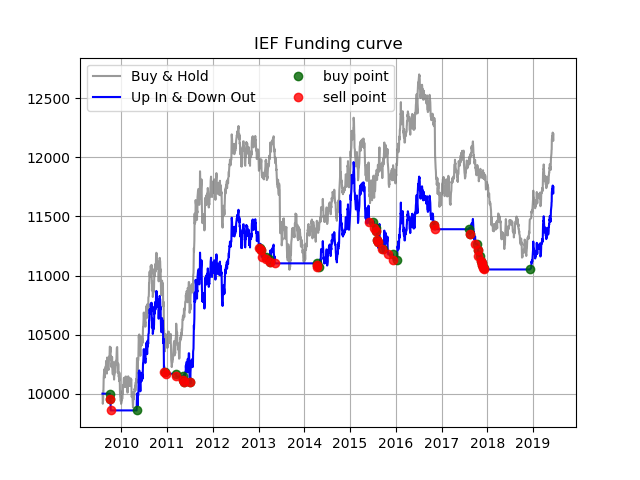 IEF Funding curve
Buy & Hold
Up In & Down Out
buy point
sell point
12500
12000
11500
11000
10500
10000
2010 2011 2012 2013 2014 2015 2016 2017 2018 2019